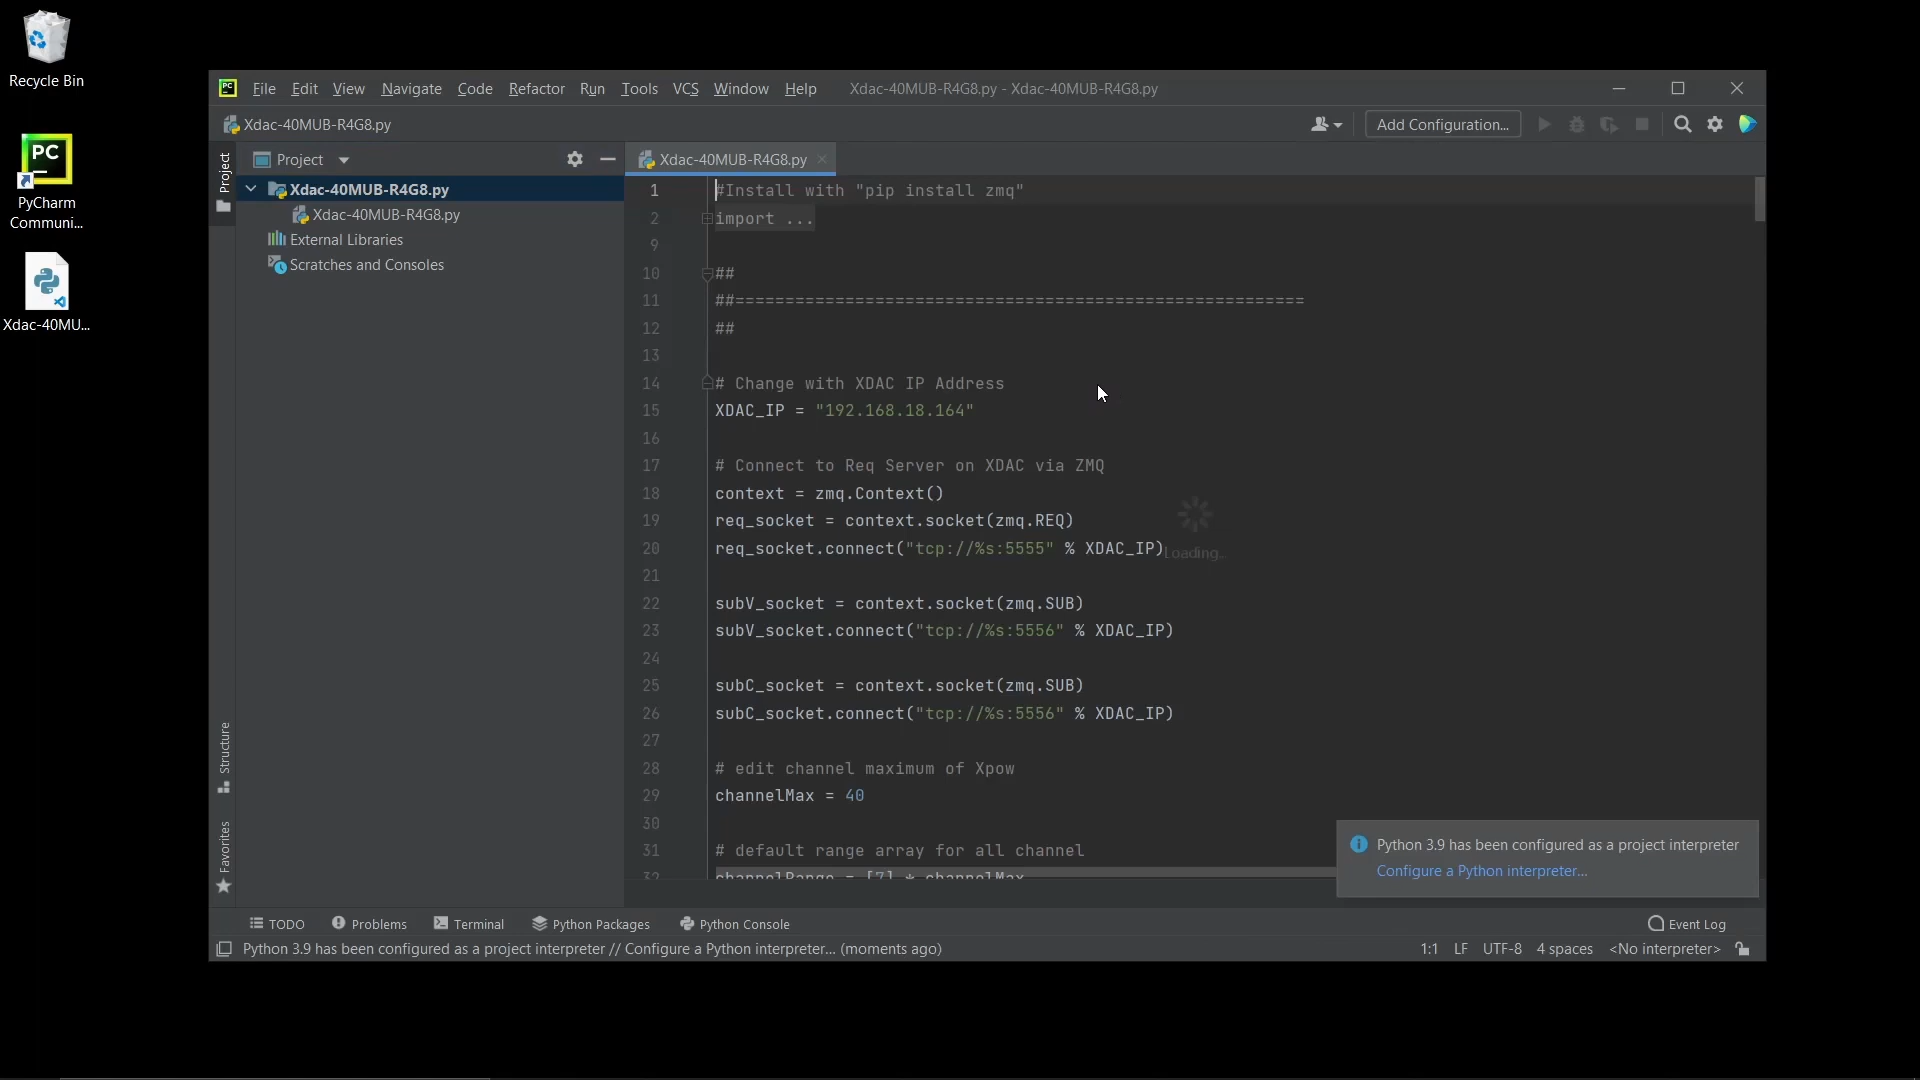 Recycle Bin
PC
PyCharm
Communi...
Xdac-40MU...
PC
File Edit View Navigate Code Refactor Run Tools VCS Window Help Xdac-40MUB-R4G8.py - Xdac-40MUB-R4G8.py
Xdac-40MUB-R4G8.py
Add Configuration...
Project
Project
Xdac-40MUB-R4G8.py
Xdac-40MUB-R4G8.py
Xdac-40MUB-R4G8.py
External Libraries
Scratches and Consoles
Structure
Favorites
1 #Install with "pip install zmq"
2 import ...
9
10 ##
11 ##=========================================================
12 ##
13
14 # Change with XDAC IP Address
15 XDAC_IP = "192.168.18.164"
16
17 # Connect to Req Server on XDAC via ZMQ
18 context = zmq.Context()
19 req_socket = context.socket(zmq.REQ)
20 req_socket.connect("tcp://%s:5555" % XDAC_IP)
Loading...
21
22 subV_socket = context.socket(zmq.SUB)
23 subV_socket.connect("tcp://%s:5556" % XDAC_IP)
24
25 subC_socket = context.socket(zmq.SUB)
26 subC_socket.connect("tcp://%s:5556" % XDAC_IP)
27
28 # edit channel maximum of Xpow
29 channelMax = 40
30
31 # default range array for all channel
32 channelRange = [7] * channelMax
Python 3.9 has been configured as a project interpreter
Configure a Python interpreter...
TODO Problems Terminal Python Packages Python Console Event Log
Python 3.9 has been configured as a project interpreter // Configure a Python interpreter... (moments ago) 1:1 LF UTF-8 4 spaces <No interpreter>